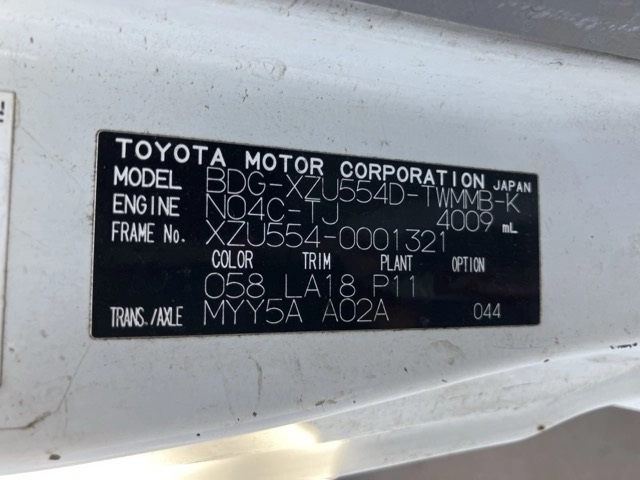 TOYOTA MOTOR CORPORATION JAPAN
MODEL BDG-XZU554D-TWMMB-K
ENGINE N04C-TJ 4009 mL
FRAME No. XZU554-0001321
COLOR TRIM PLANT OPTION
058 LA18 P11
TRANS./AXLE MYY5A A02A 044